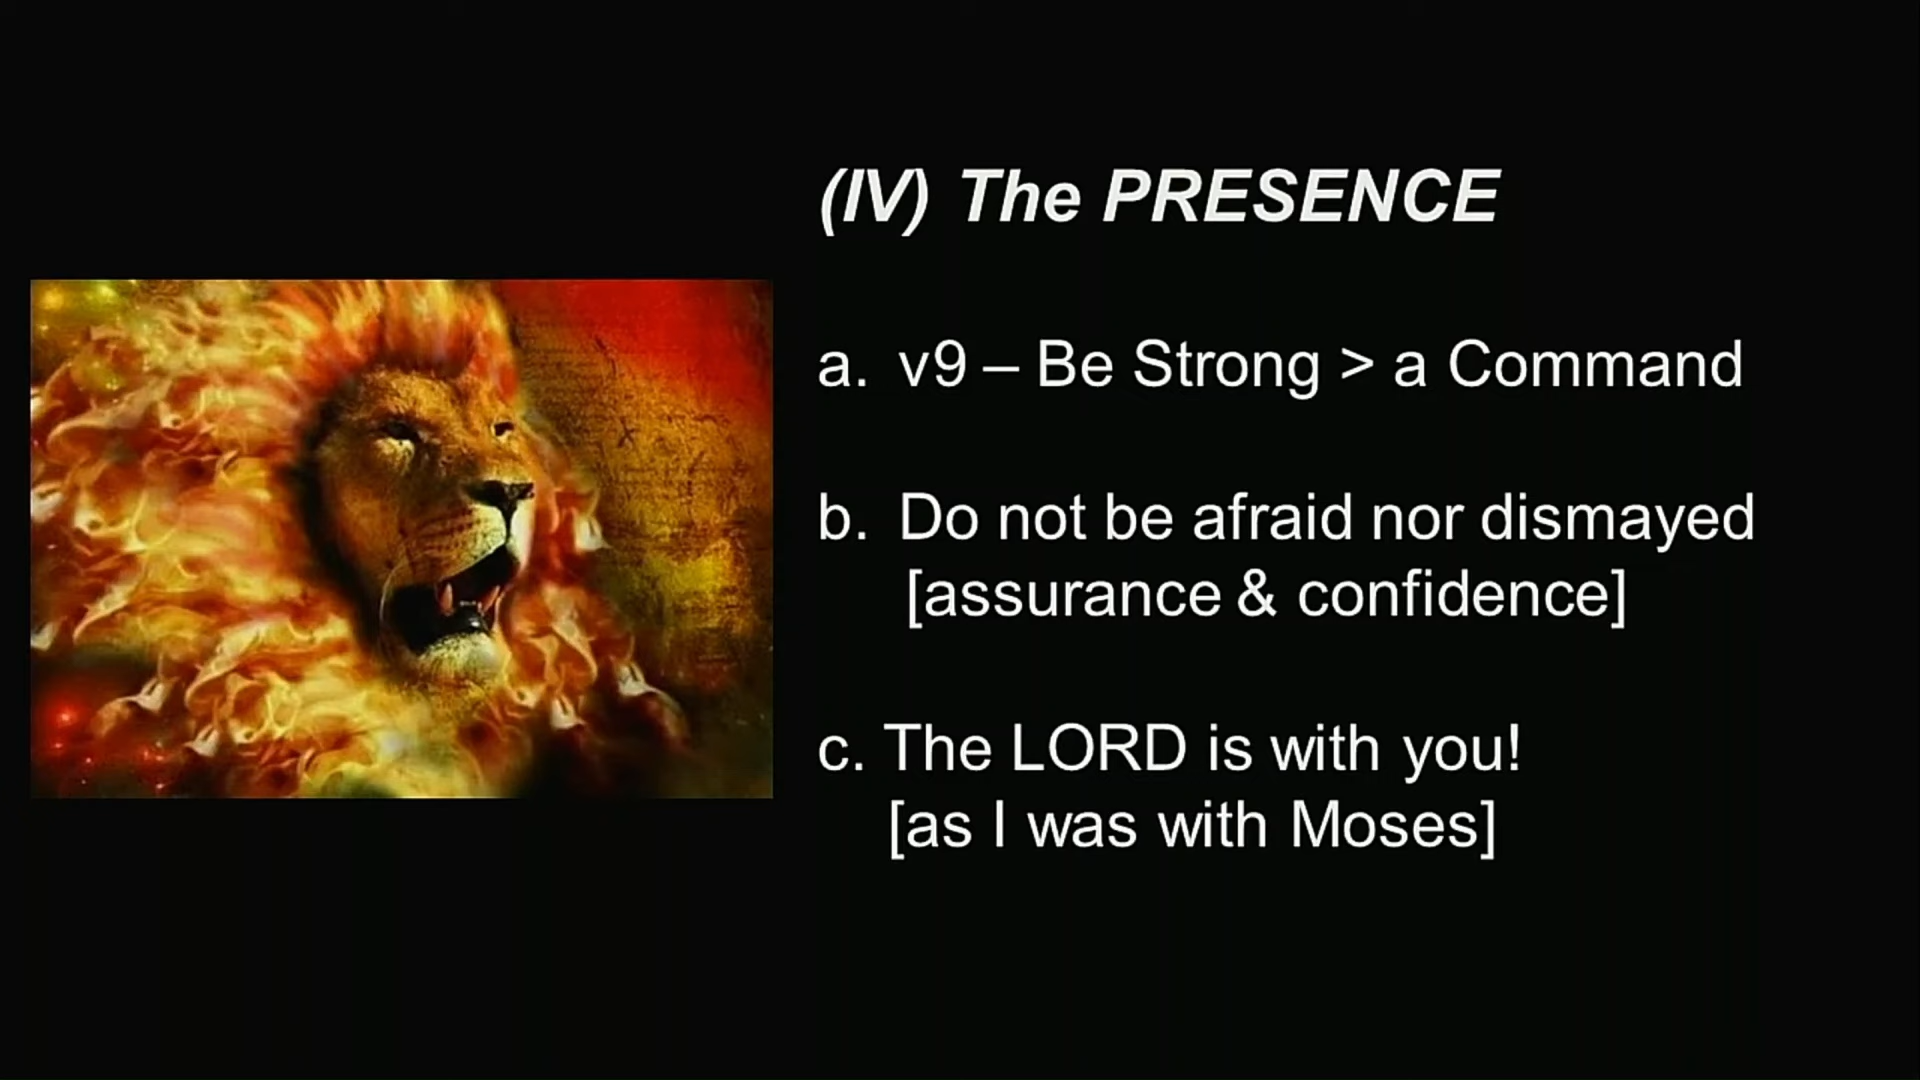 (IV) The PRESENCE
a. v9 – Be Strong > a Command
b. Do not be afraid nor dismayed
[assurance & confidence]
c. The LORD is with you!
[as I was with Moses]